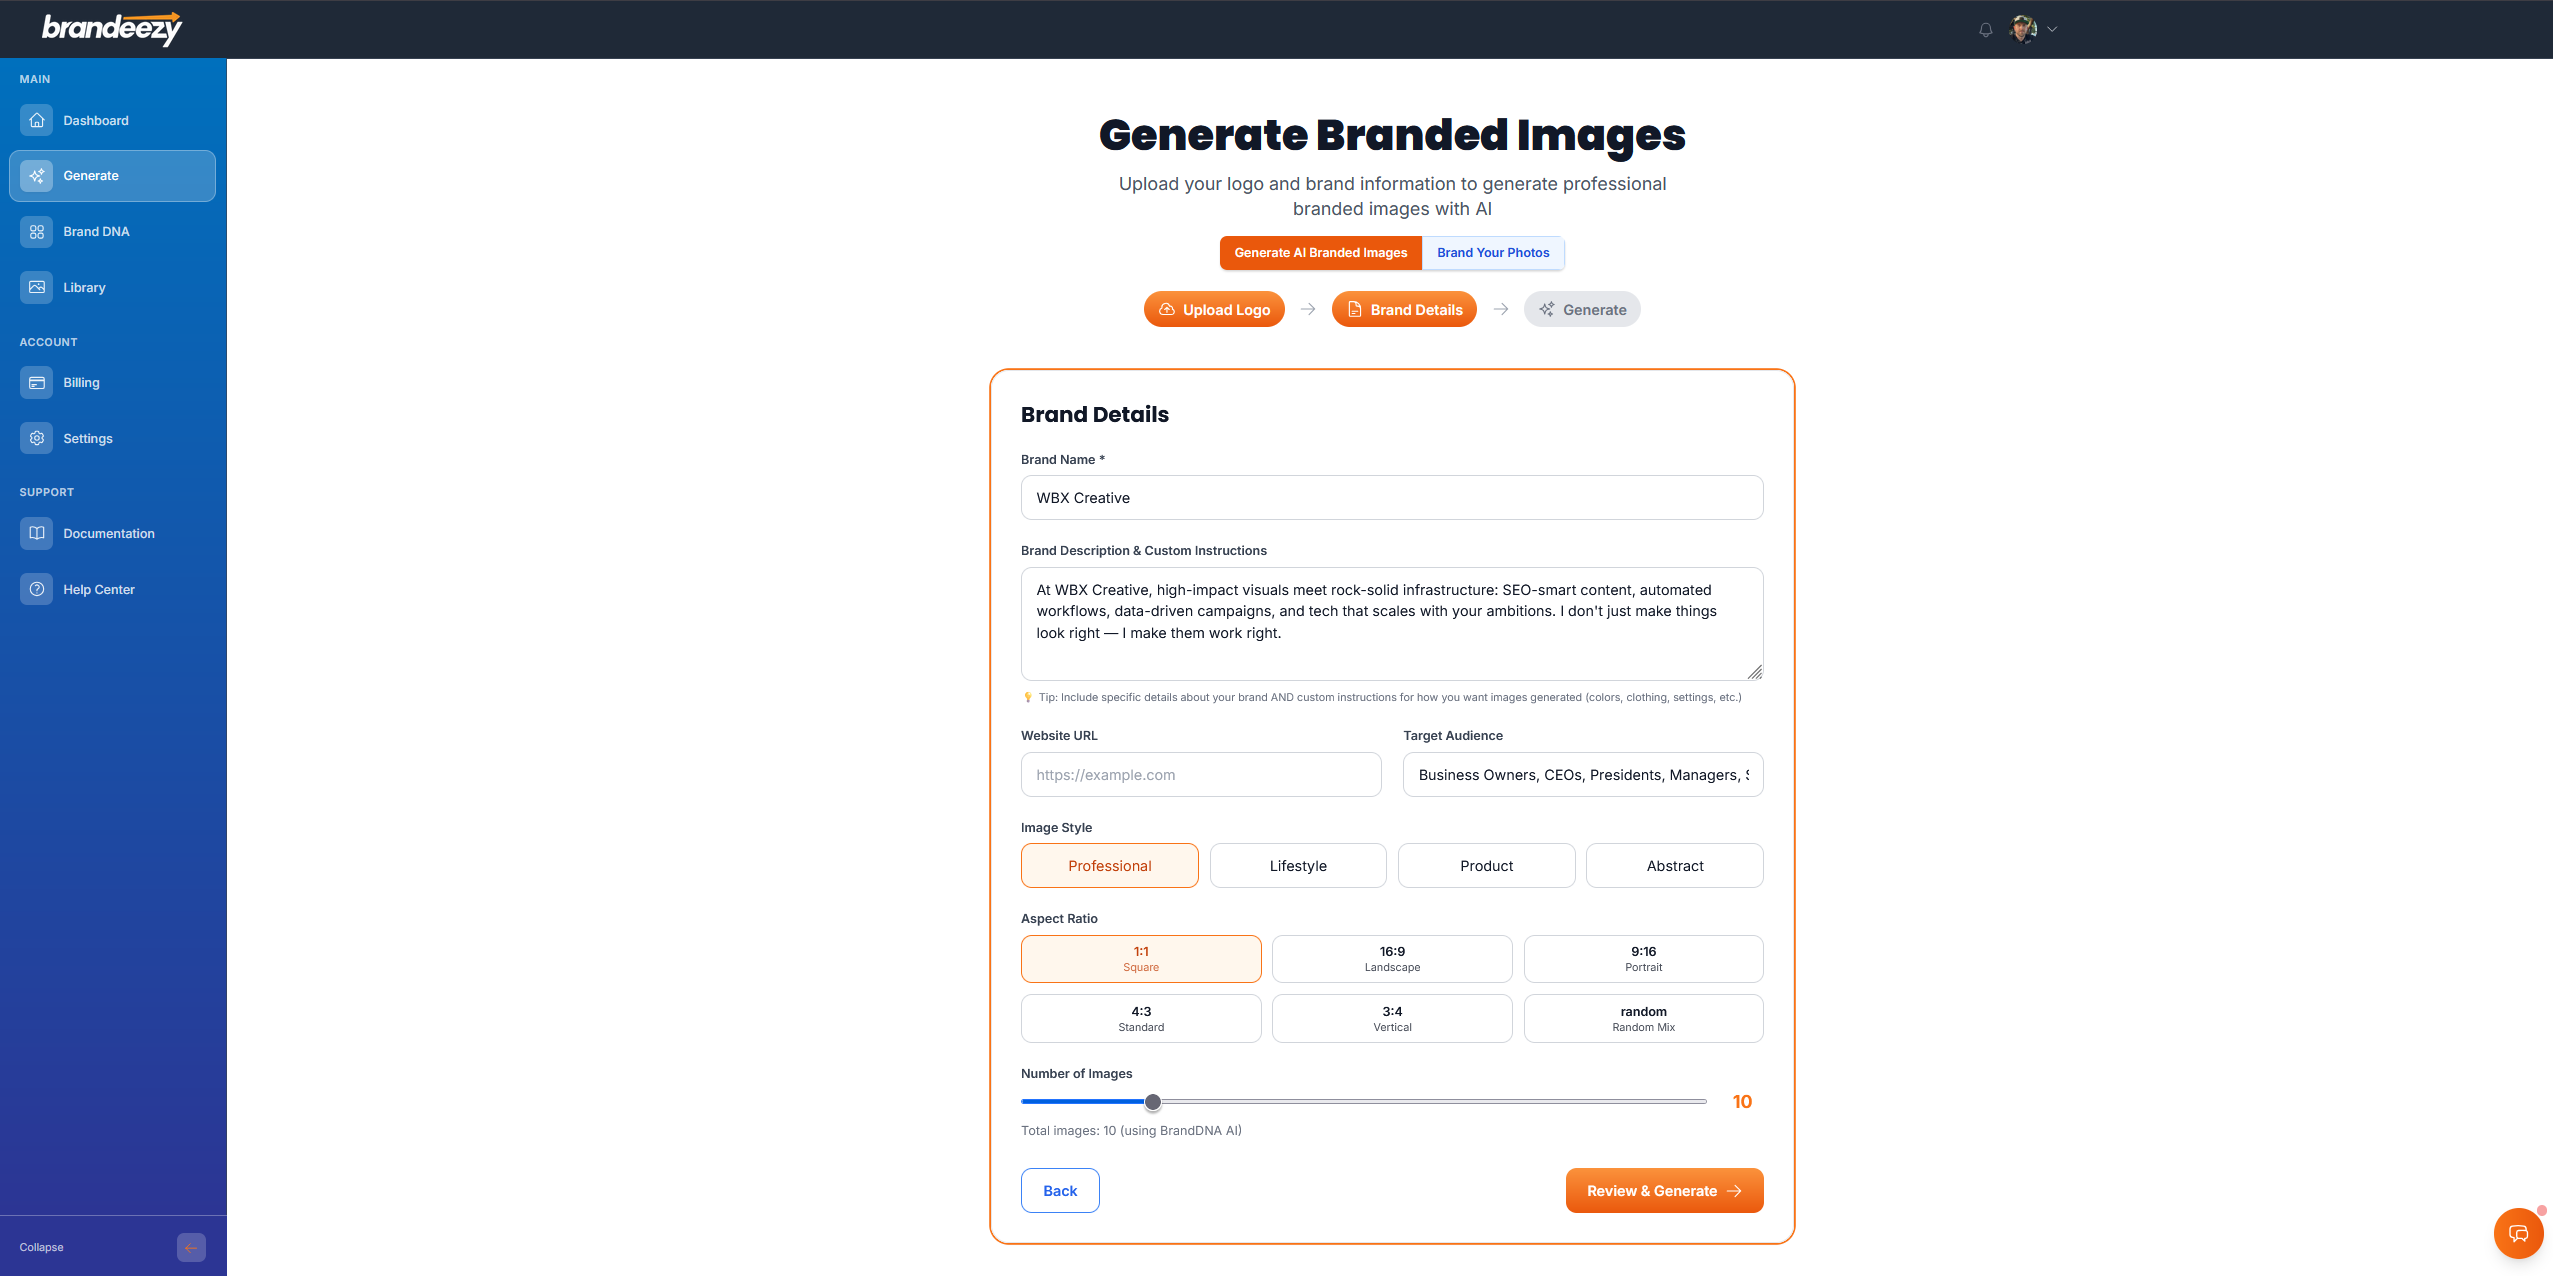 brandeezy
MAIN
Dashboard
Generate
Brand DNA
Library
ACCOUNT
Billing
Settings
SUPPORT
Documentation
Help Center
Collapse
Generate Branded Images
Upload your logo and brand information to generate professional
branded images with AI
Generate AI Branded Images
Brand Your Photos
Upload Logo
Brand Details
Generate
Brand Details
Brand Name *
WBX Creative
Brand Description & Custom Instructions
At WBX Creative, high-impact visuals meet rock-solid infrastructure: SEO-smart content, automated
workflows, data-driven campaigns, and tech that scales with your ambitions. I don't just make things
look right — I make them work right.
💡 Tip: Include specific details about your brand AND custom instructions for how you want images generated (colors, clothing, settings, etc.)
Website URL
https://example.com
Target Audience
Business Owners, CEOs, Presidents, Managers,
Image Style
Professional
Lifestyle
Product
Abstract
Aspect Ratio
1:1
Square
16:9
Landscape
9:16
Portrait
4:3
Standard
3:4
Vertical
random
Random Mix
Number of Images
10
Total images: 10 (using BrandDNA AI)
Back
Review & Generate